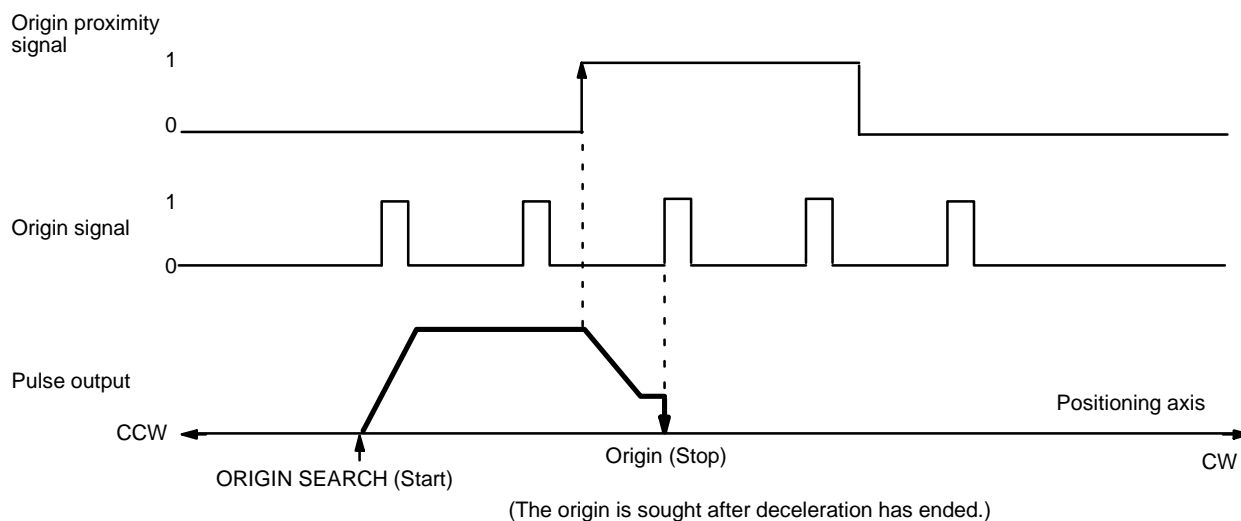 Origin proximity
signal
1
0
1
Origin signal
0
Pulse output
Positioning axis
CCW
Origin (Stop)
CW
ORIGIN SEARCH (Start)
(The origin is sought after deceleration has ended.)